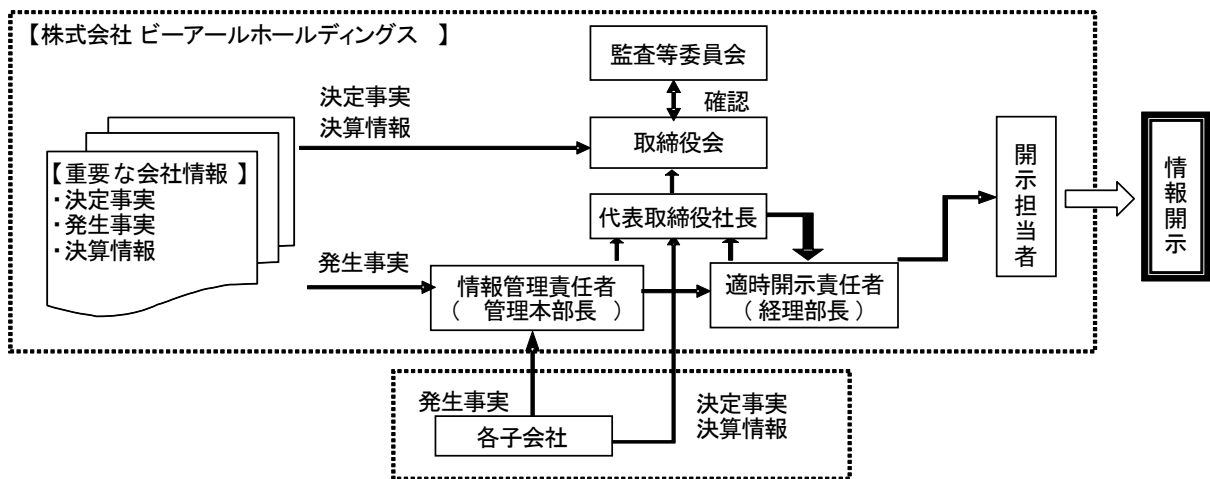 【株式会社 ビーアールホールディングス 】
監査等委員会
確認
決定事実
決算情報
取締役会
【重要な会社情報 】
・決定事実
・発生事実
・決算情報
代表取締役社長
発生事実
情報管理責任者
( 管理本部長 )
適時開示責任者
( 経理部長 )
開示担当者
情報開示
発生事実
各子会社
決定事実
決算情報